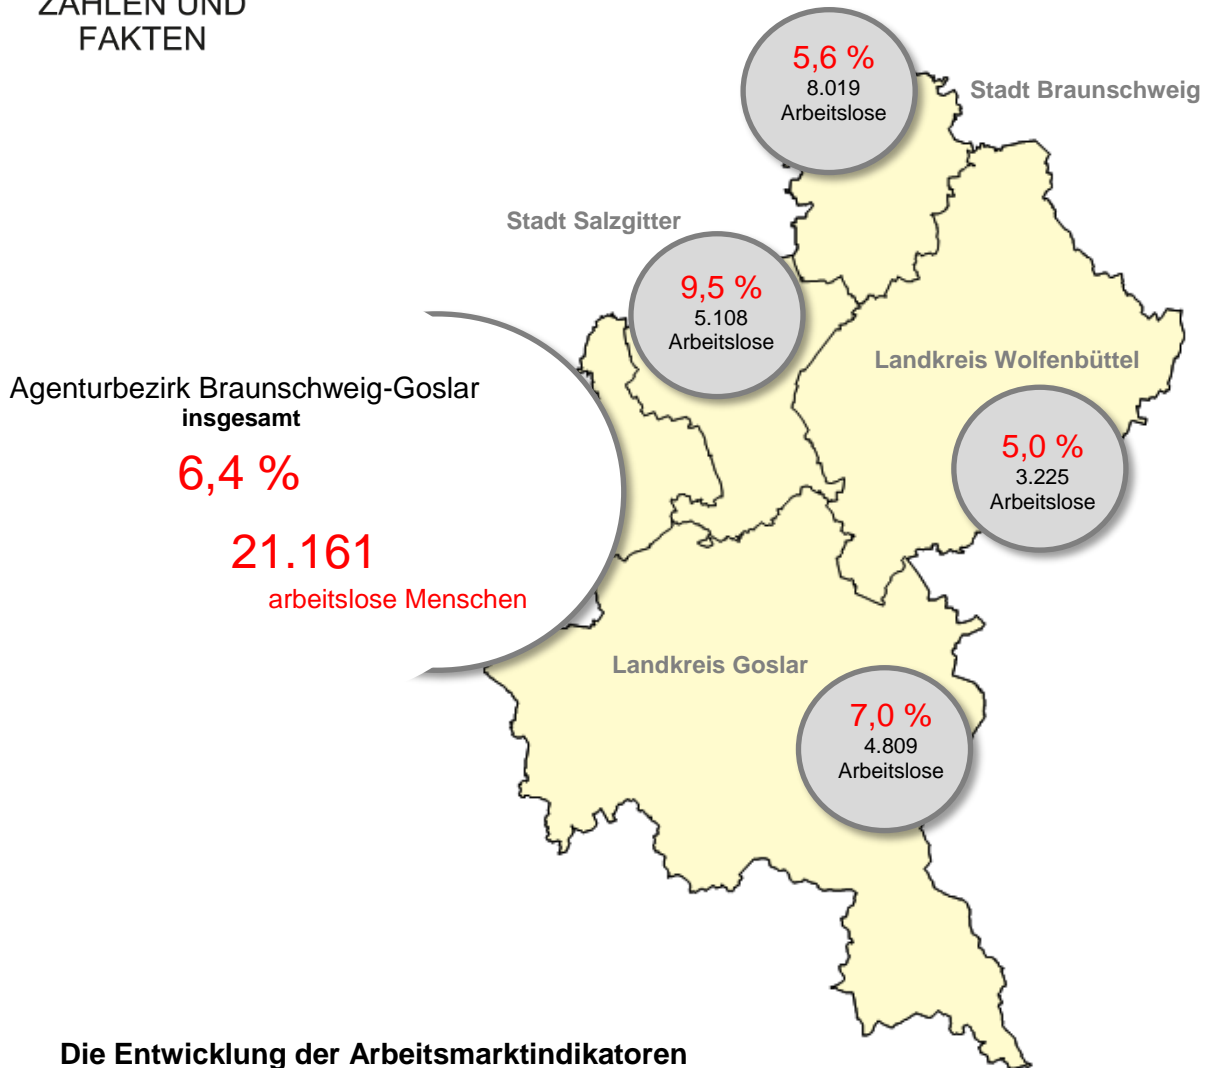 ZAHLEN UND
FAKTEN
5,6 %
8.019
Arbeitslose
Stadt Braunschweig
Stadt Salzgitter
9,5 %
5.108
Arbeitslose
Landkreis Wolfenbüttel
5,0 %
3.225
Arbeitslose
Agenturbezirk Braunschweig-Goslar
insgesamt
6,4 %
21.161
arbeitslose Menschen
Landkreis Goslar
7,0 %
4.809
Arbeitslose
Die Entwicklung der Arbeitsmarktindikatoren